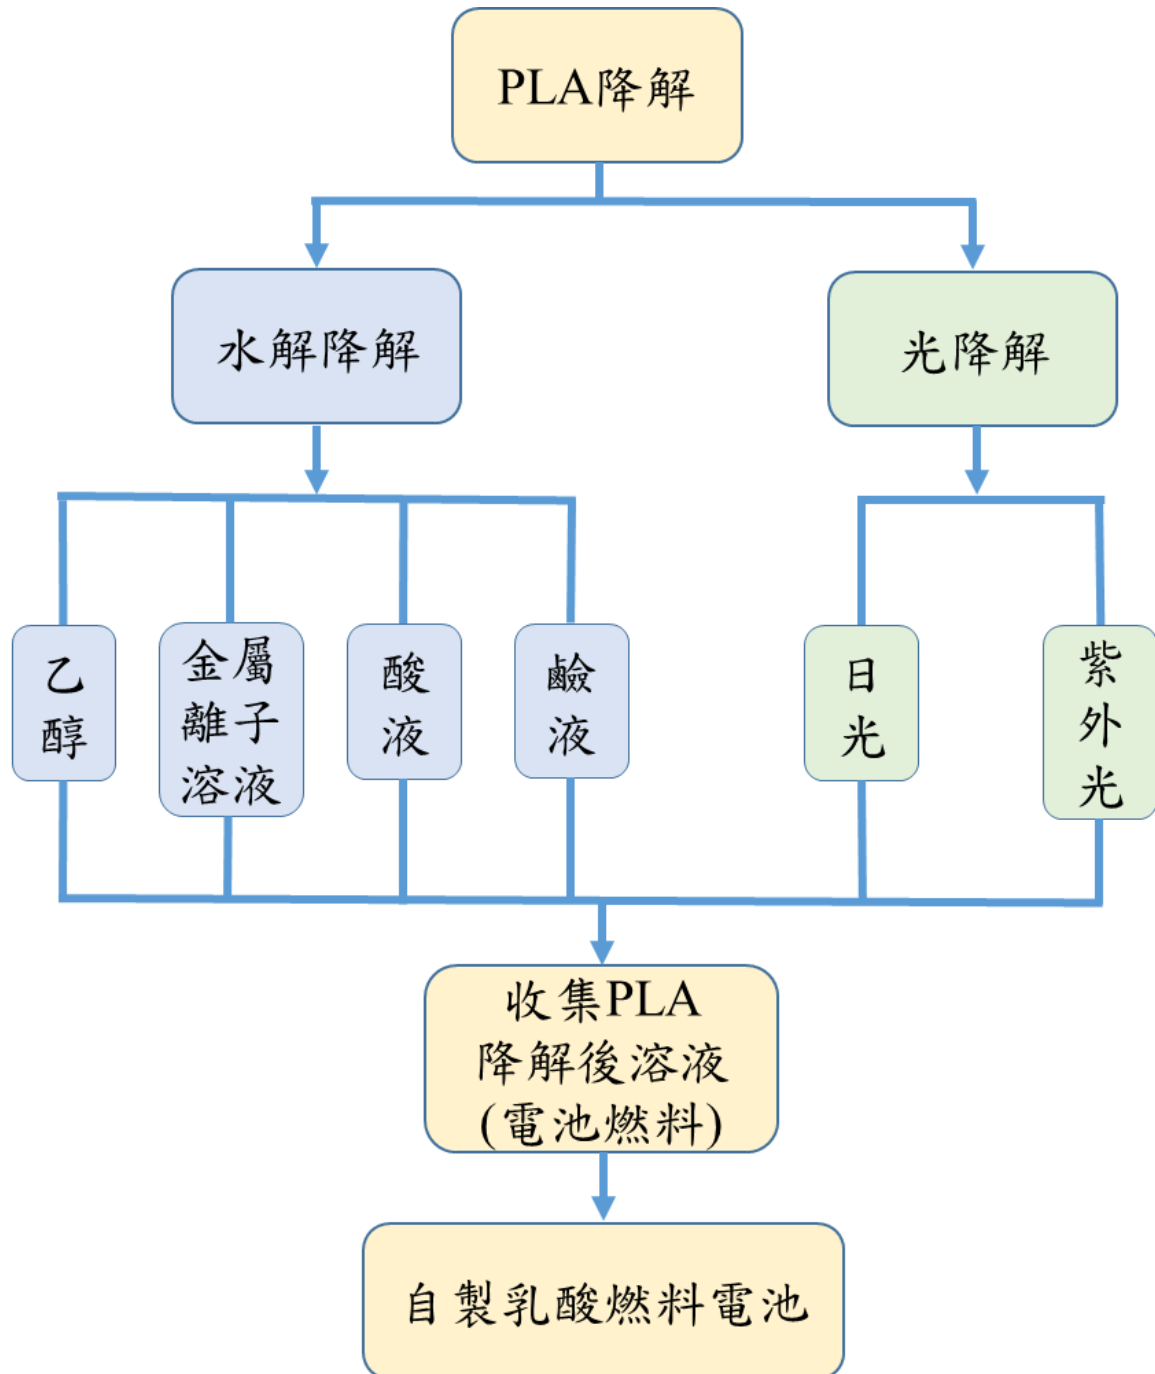 PLA降解
水解降解
光降解
乙
醇
金屬
離子
溶液
酸
液
鹼
液
日
光
紫
外
光
收集PLA
降解後溶液
(電池燃料)
自製乳酸燃料電池